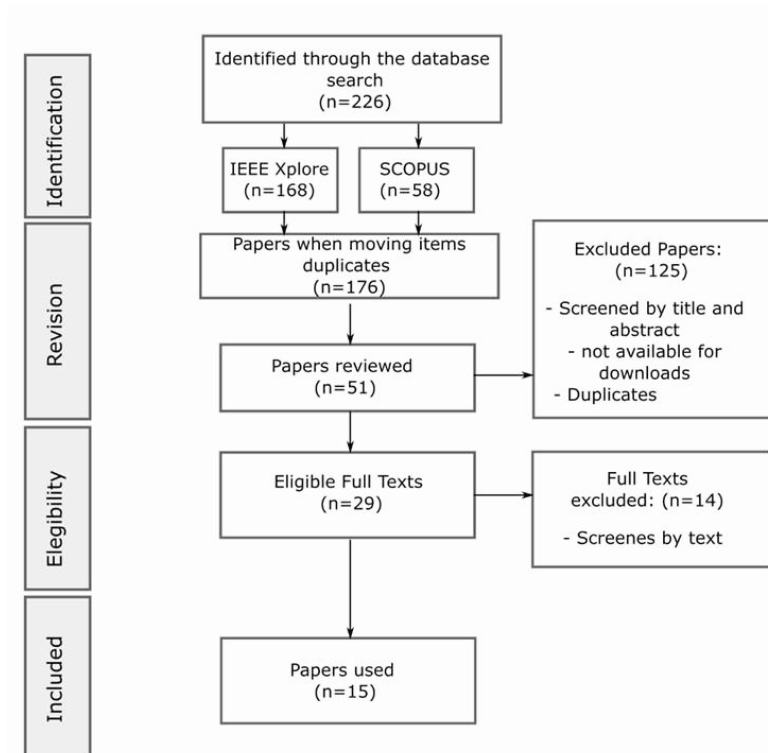 Identified through the database
search
(n=226)
Identification
IEEE Xplore
(n=168)
SCOPUS
(n=58)
Papers when moving items
duplicates
(n=176)
Revision
Excluded Papers:
(n=125)
- Screened by title and
abstract
- not available for
downloads
- Duplicates
Papers reviewed
(n=51)
Elegibility
Eligible Full Texts
(n=29)
Full Texts
excluded: (n=14)
- Screenes by text
Included
Papers used
(n=15)